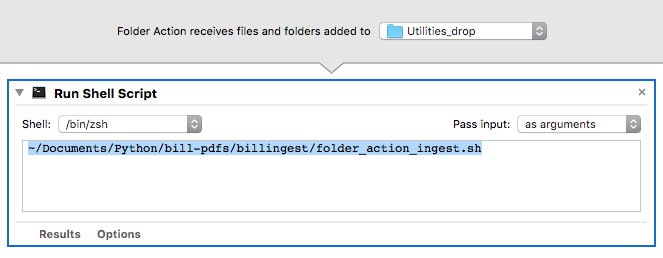 Folder Action receives files and folders added to Utilities_drop
Run Shell Script
Shell: /bin/zsh Pass input: as arguments
~/Documents/Python/bill-pdfs/billingest/folder_action_ingest.sh
Results Options